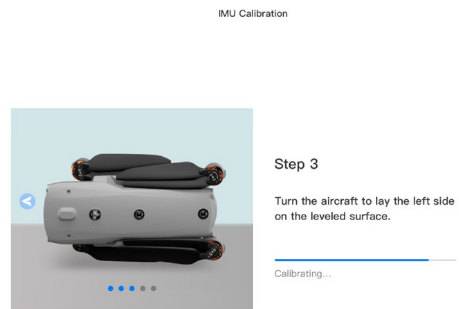 IMU Calibration
Step 3
Turn the aircraft to lay the left side
on the leveled surface.
Calibrating...